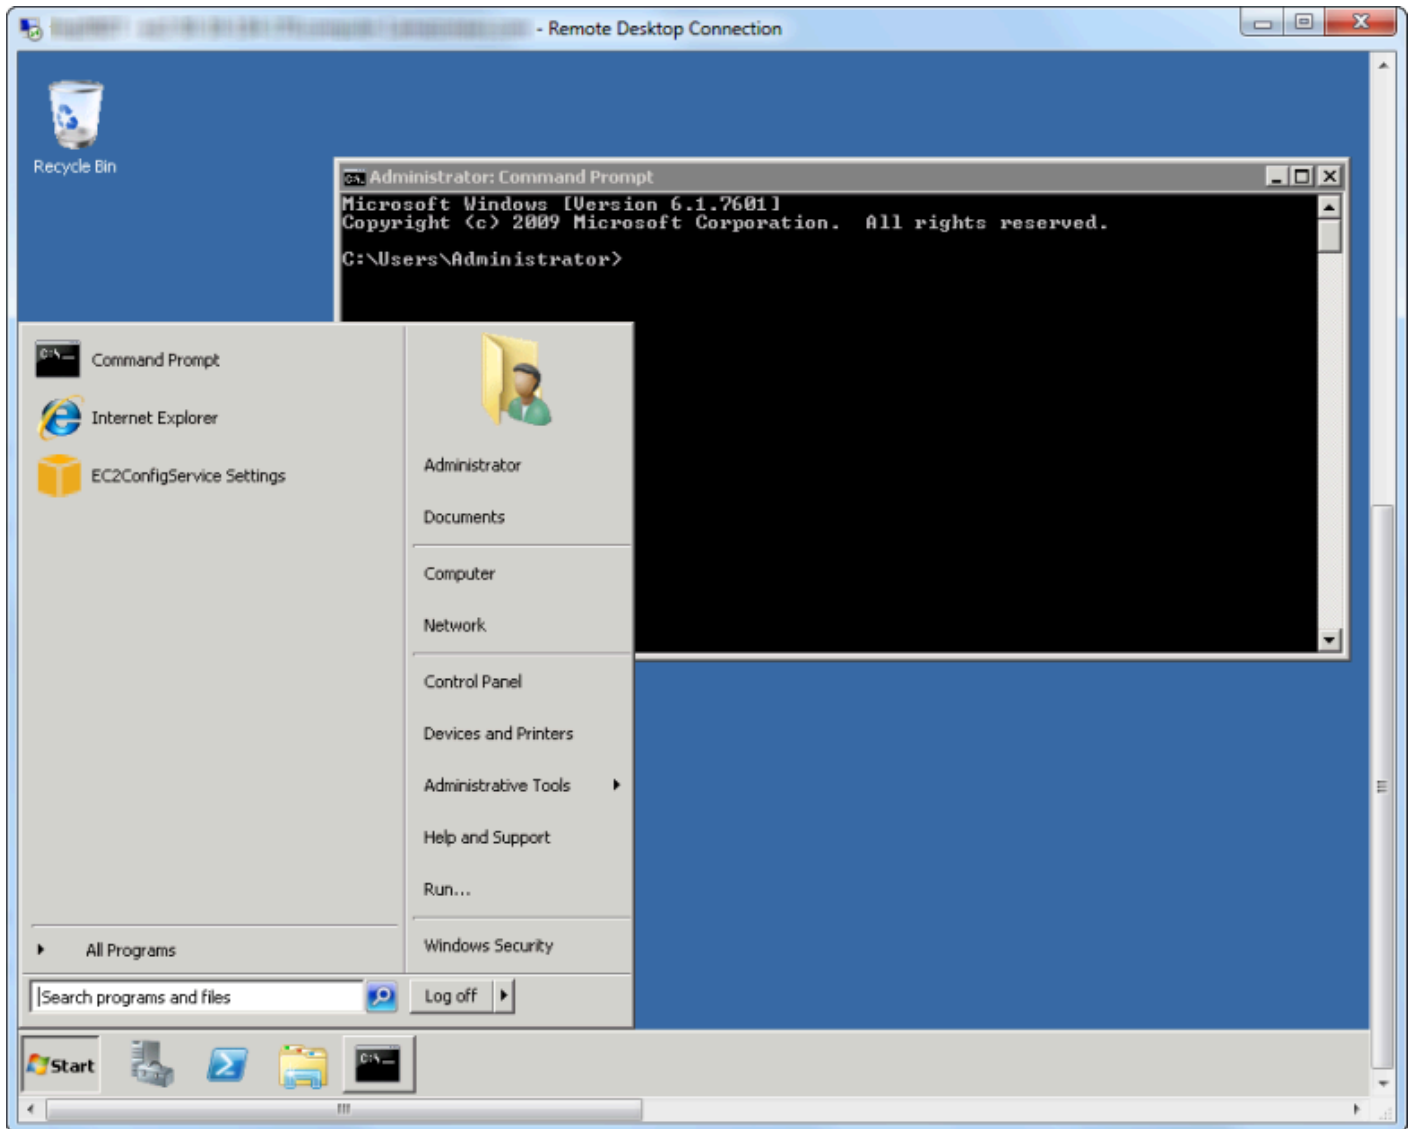 - Remote Desktop Connection
Recycle Bin
Administrator: Command Prompt
Microsoft Windows [Version 6.1.7601]
Copyright (c) 2009 Microsoft Corporation.  All rights reserved.
C:\Users\Administrator>
Command Prompt
Internet Explorer
EC2ConfigService Settings
All Programs
Search programs and files
Administrator
Documents
Computer
Network
Control Panel
Devices and Printers
Administrative Tools
Help and Support
Run...
Windows Security
Log off
Start